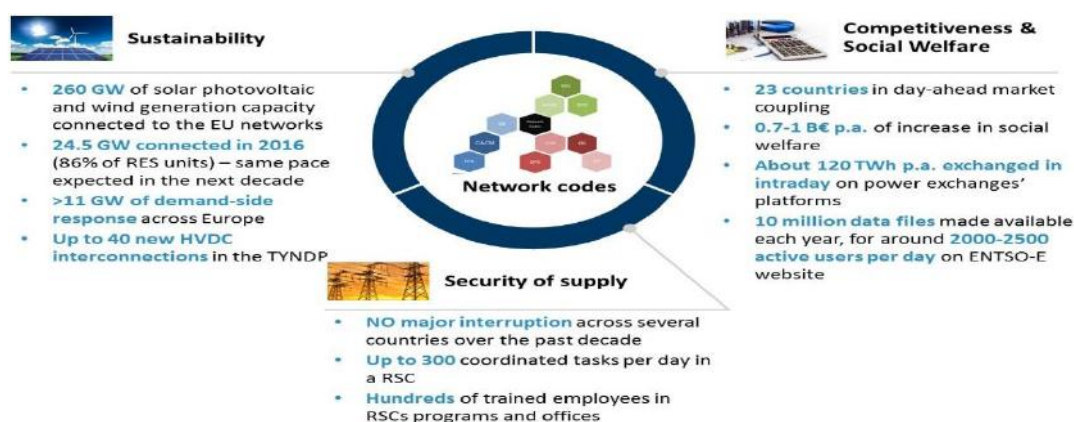 Sustainability
260 GW of solar photovoltaic
and wind generation capacity
connected to the EU networks
24.5 GW connected in 2016
(86% of RES units) – same pace
expected in the next decade
>11 GW of demand-side
response across Europe
Up to 40 new HVDC
interconnections in the TYNDP
CACM
Network codes
Competitiveness &
Social Welfare
23 countries in day-ahead market
coupling
0.7-1 B€ p.a. of increase in social
welfare
About 120 TWh p.a. exchanged in
intraday on power exchanges’
platforms
10 million data files made available
each year, for around 2000-2500
active users per day on ENTSO-E
website
Security of supply
NO major interruption across several
countries over the past decade
Up to 300 coordinated tasks per day in
a RSC
Hundreds of trained employees in
RSCs programs and offices